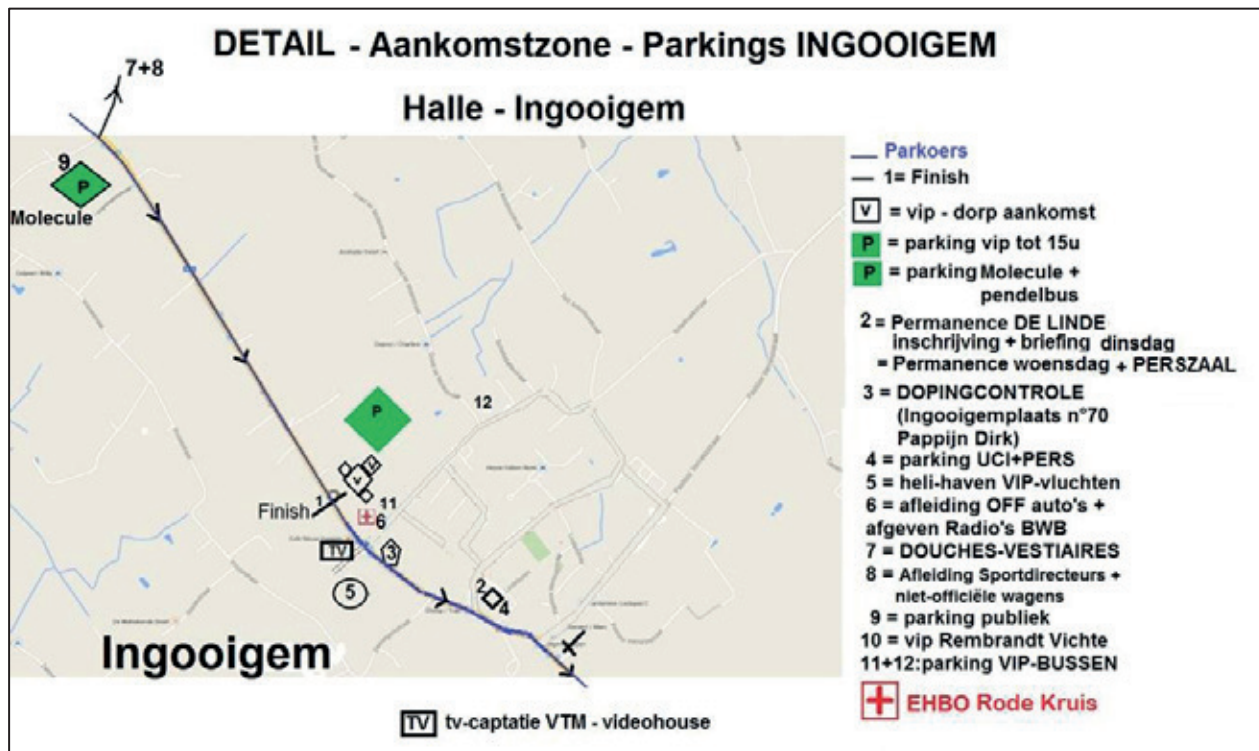 DETAIL - Aankomstzone - Parkings INGOOIGEM
Halle - Ingooigem
7+8
9
P
Molecule
12
P
V
V
1
Finish
11
6
TV
3
5
2
4
Ingooigem
Parkoers
1= Finish
V = vip - dorp aankomst
P = parking vip tot 15u
P = parking Molecule +
pendelbus
2 = Permanence DE LINDE
inschrijving + briefing dinsdag
= Permanence woensdag + PERSZAAL
3 = DOPINGCONTROLE
(Ingooigemplaats n°70
Pappijn Dirk)
4 = parking UCI+PERS
5 = heli-haven VIP-vluchten
6 = afleiding OFF auto's +
afgeven Radio's BWB
7 = DOUCHES-VESTIAIRES
8 = Afleiding Sportdirecteurs +
niet-officiële wagens
9 = parking publiek
10 = vip Rembrandt Vichte
11+12:parking VIP-BUSSEN
EHBO Rode Kruis
TV tv-captatie VTM - videohouse